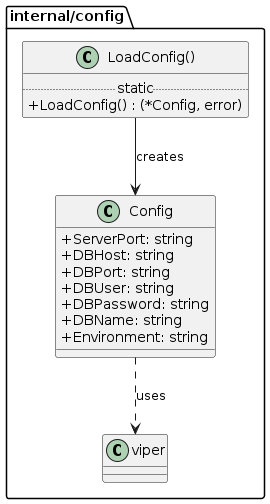 internal/config
C LoadConfig()
static
+LoadConfig() : (*Config, error)
creates
C Config
+ServerPort: string
+DBHost: string
+DBPort: string
+DBUser: string
+DBPassword: string
+DBName: string
+Environment: string
uses
C viper